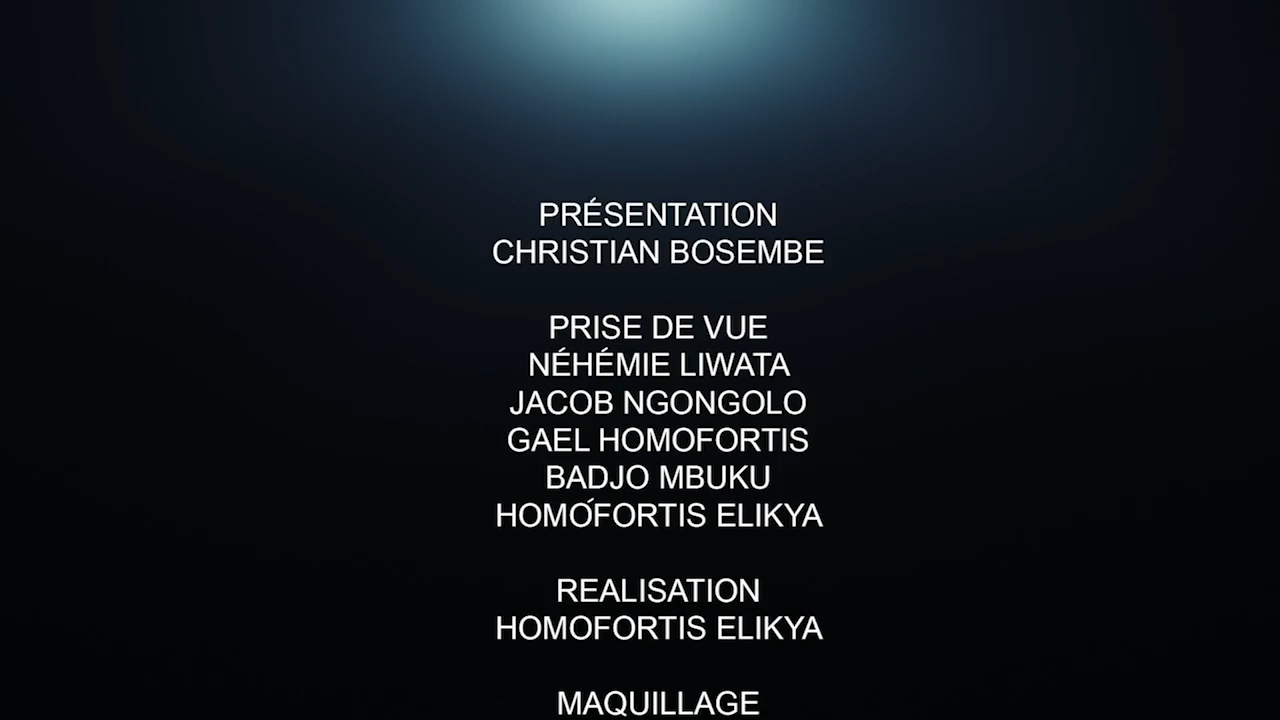 PRÉSENTATION
CHRISTIAN BOSEMBE
PRISE DE VUE
NÉHÉMIE LIWATA
JACOB NGONGOLO
GAEL HOMOFORTIS
BADJO MBUKU
HOMÓFORTIS ELIKYA
REALISATION
HOMOFORTIS ELIKYA
MAQUILLAGE